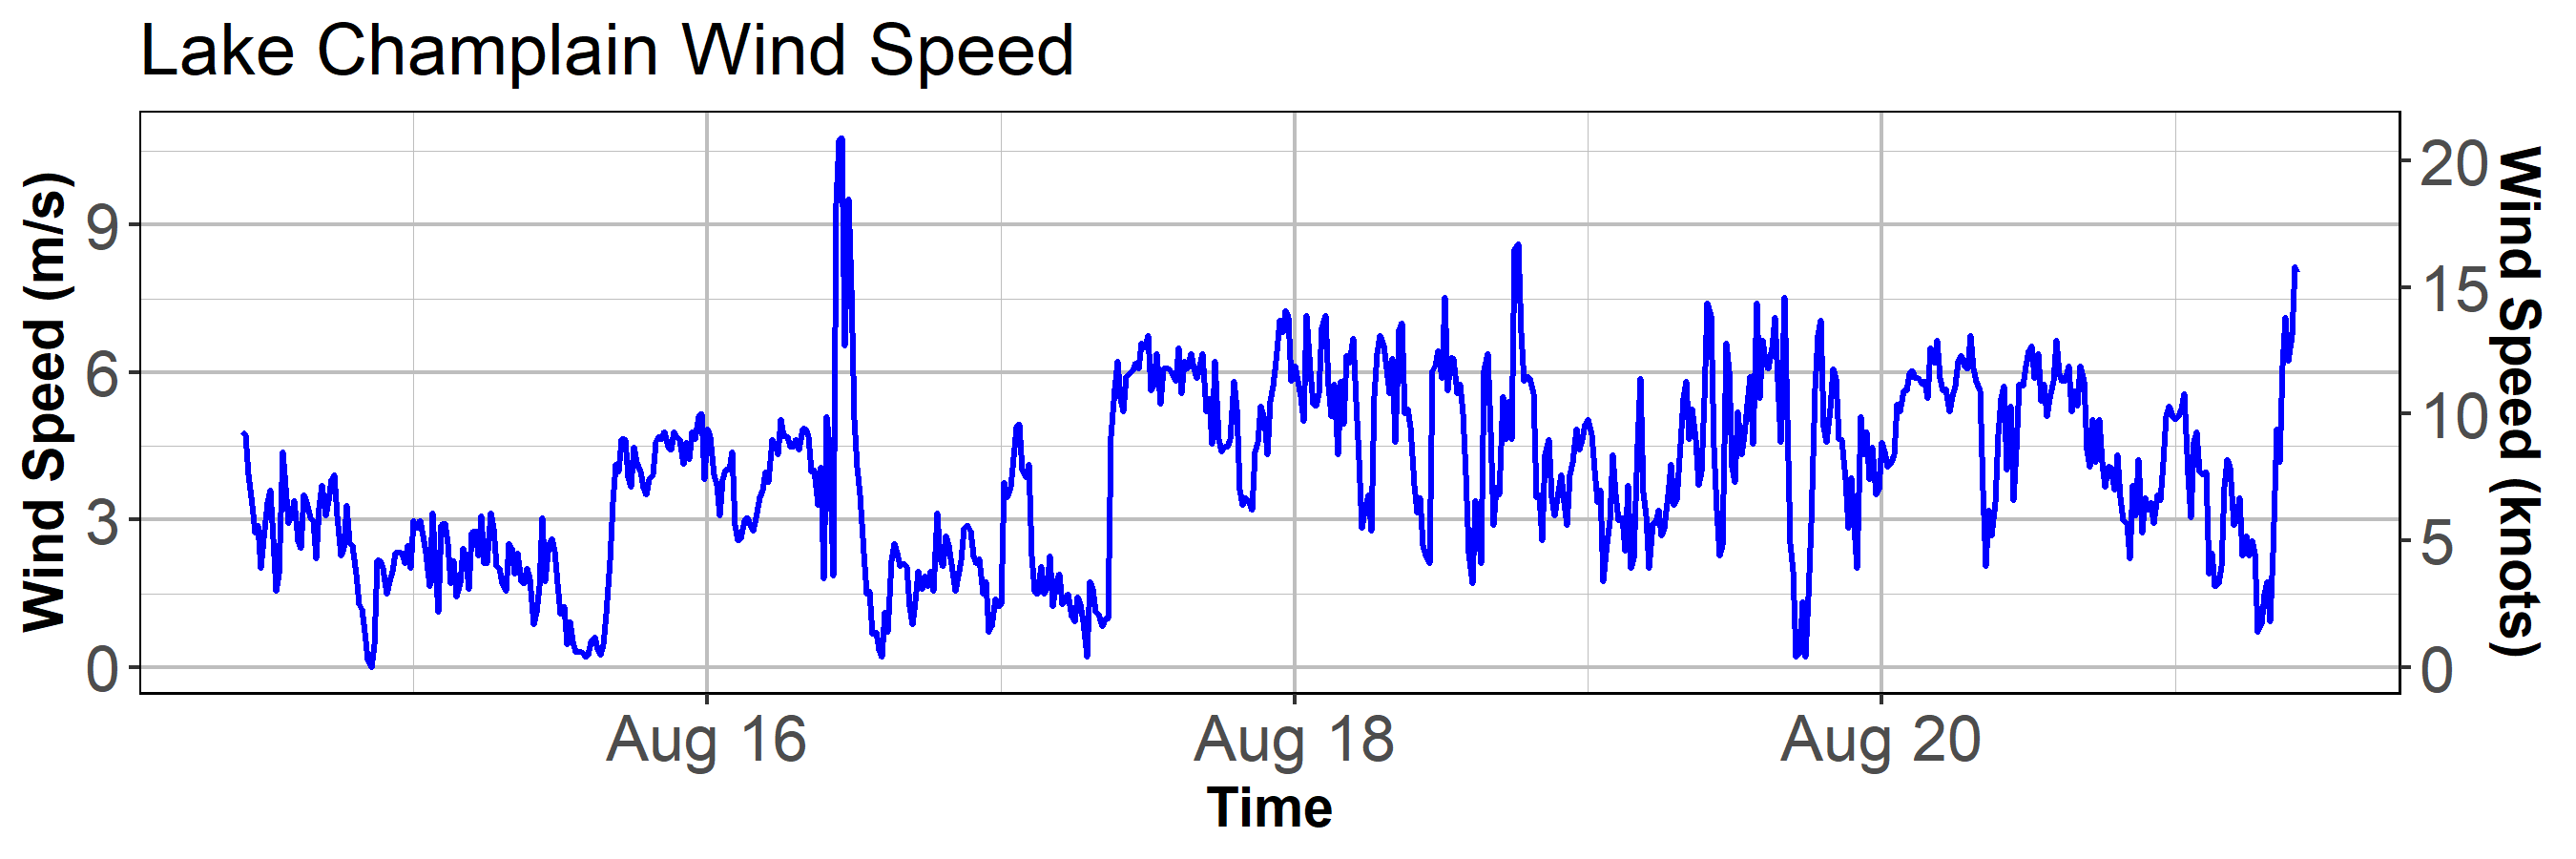 Lake Champlain Wind Speed
Wind Speed (m/s)
9
6
3
0
20
15
10
5
0
Wind Speed (knots)
Aug 16 Aug 18 Aug 20
Time